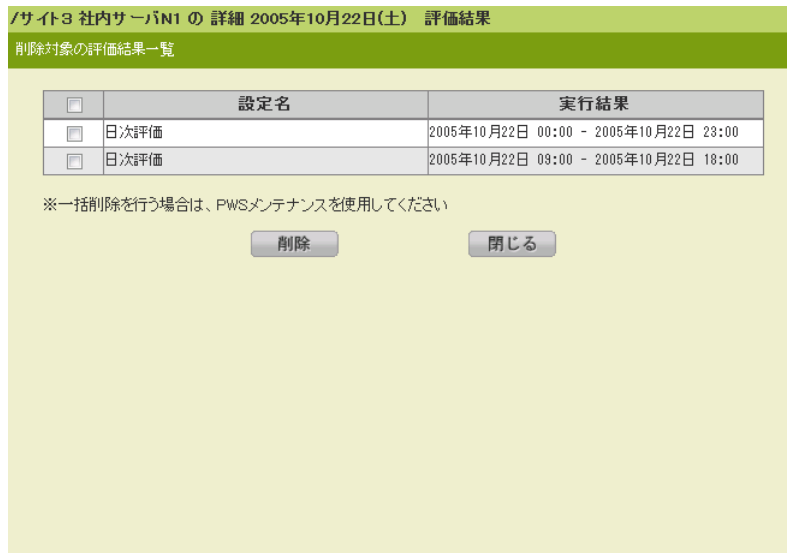 /サイト3 社内サーバN1 の 詳細 2005年10月22日(土) 評価結果
削除対象の評価結果一覧
設定名 実行結果
日次評価 2005年10月22日 00:00 - 2005年10月22日 23:00
日次評価 2005年10月22日 09:00 - 2005年10月22日 18:00
※一括削除を行う場合は、PWSメンテナンスを使用してください
削除 閉じる